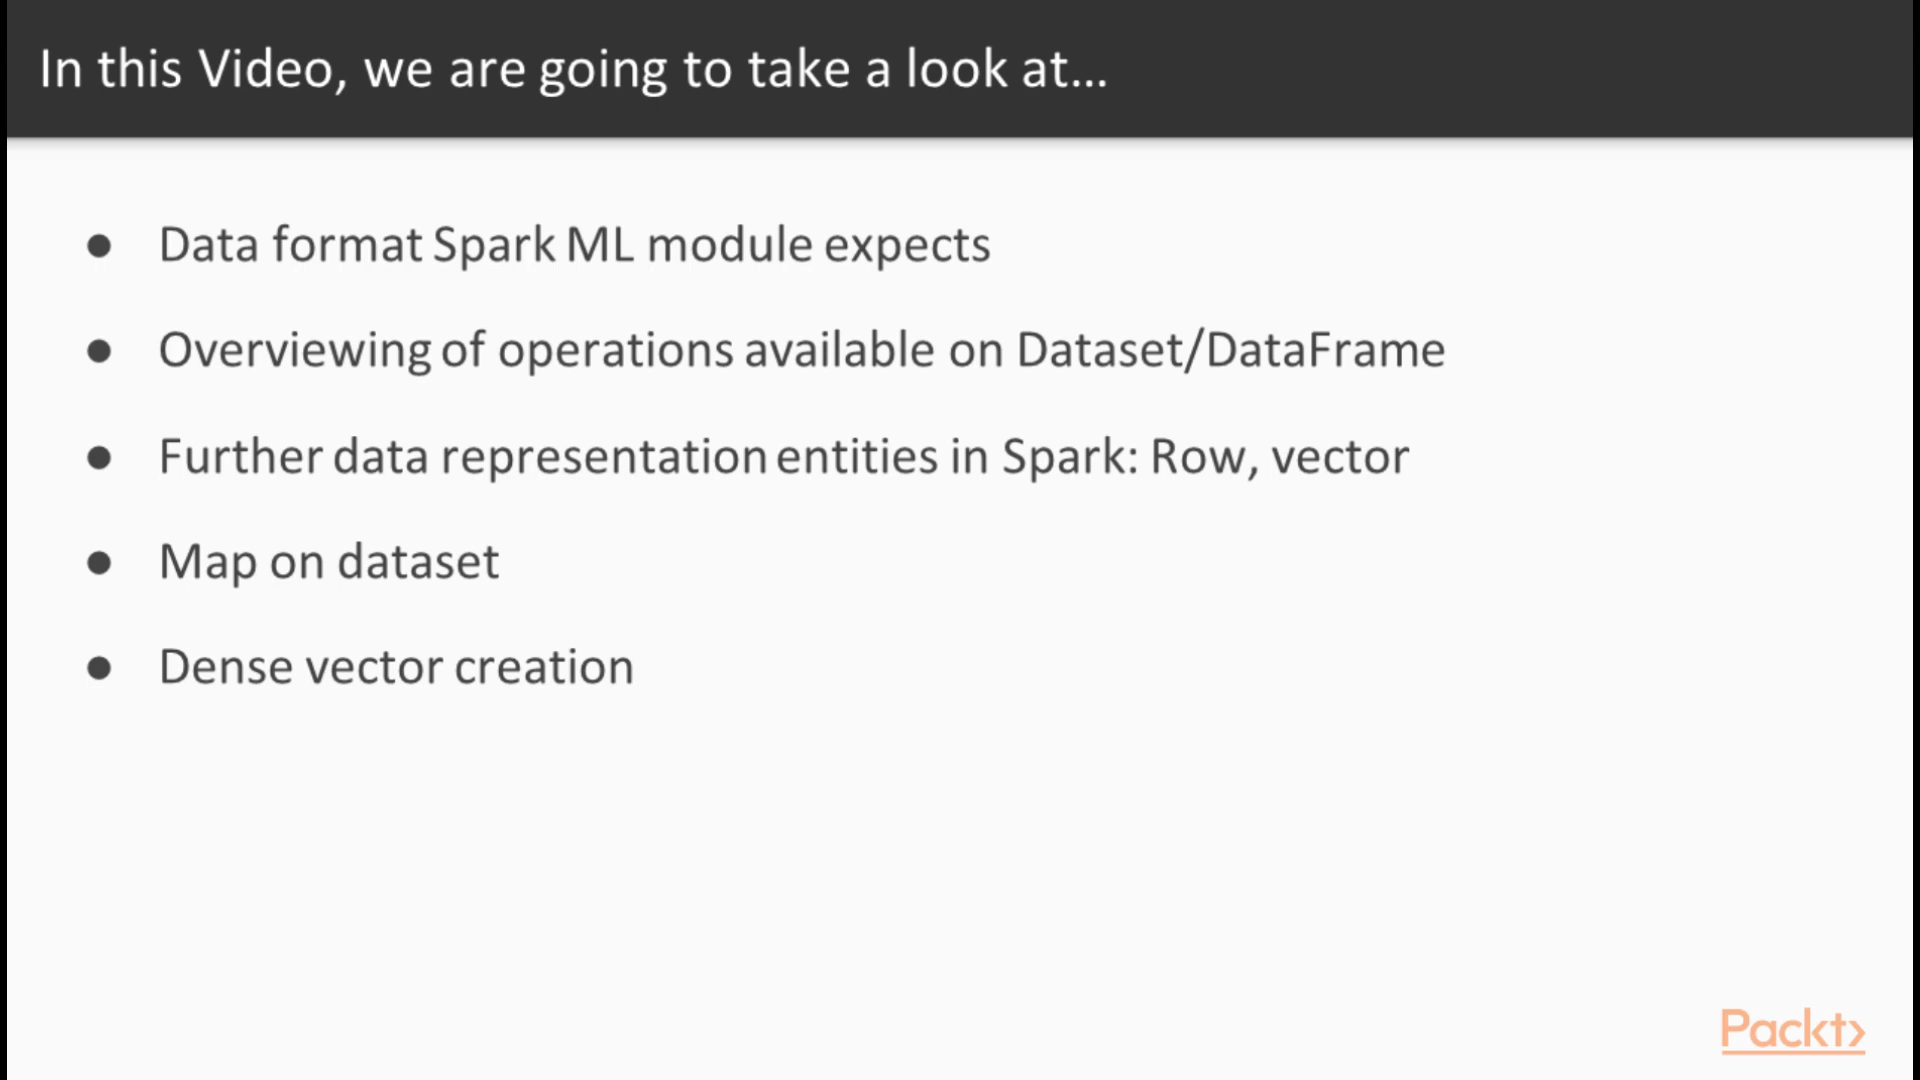 In this Video, we are going to take a look at...
● Data format Spark ML module expects
● Overviewing of operations available on Dataset/DataFrame
● Further data representation entities in Spark: Row, vector
● Map on dataset
● Dense vector creation
Packt>